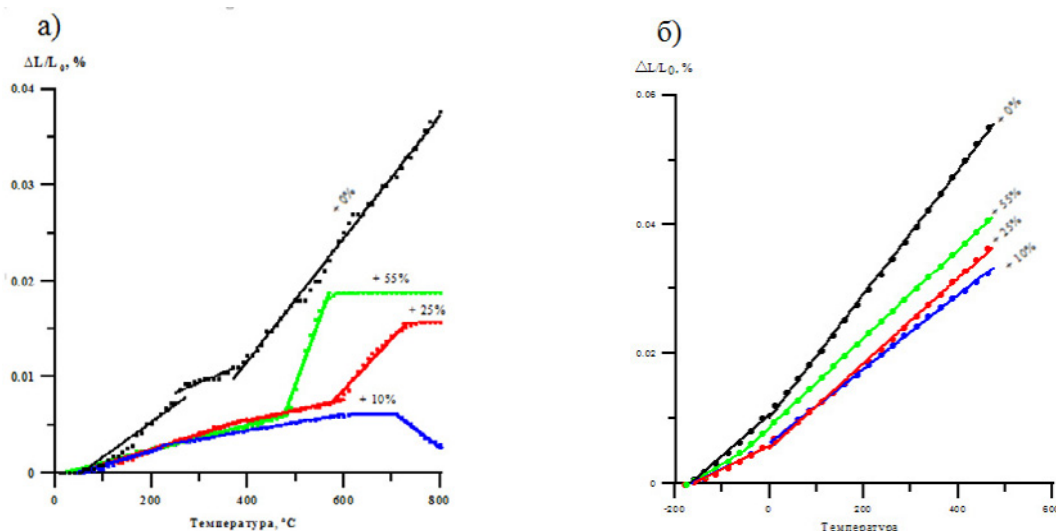 а)
ΔL/L₀, %
0.04
0.03
0.02
0.01
0
0 200 400 600 800
Температура, °C
+ 0%
+ 55%
+ 25%
+ 10%
б)
△L/L₀, %
0.06
0.04
0.02
0
-200 0 200 400 600
Температура
+ 0%
+ 55%
+ 25%
+ 10%